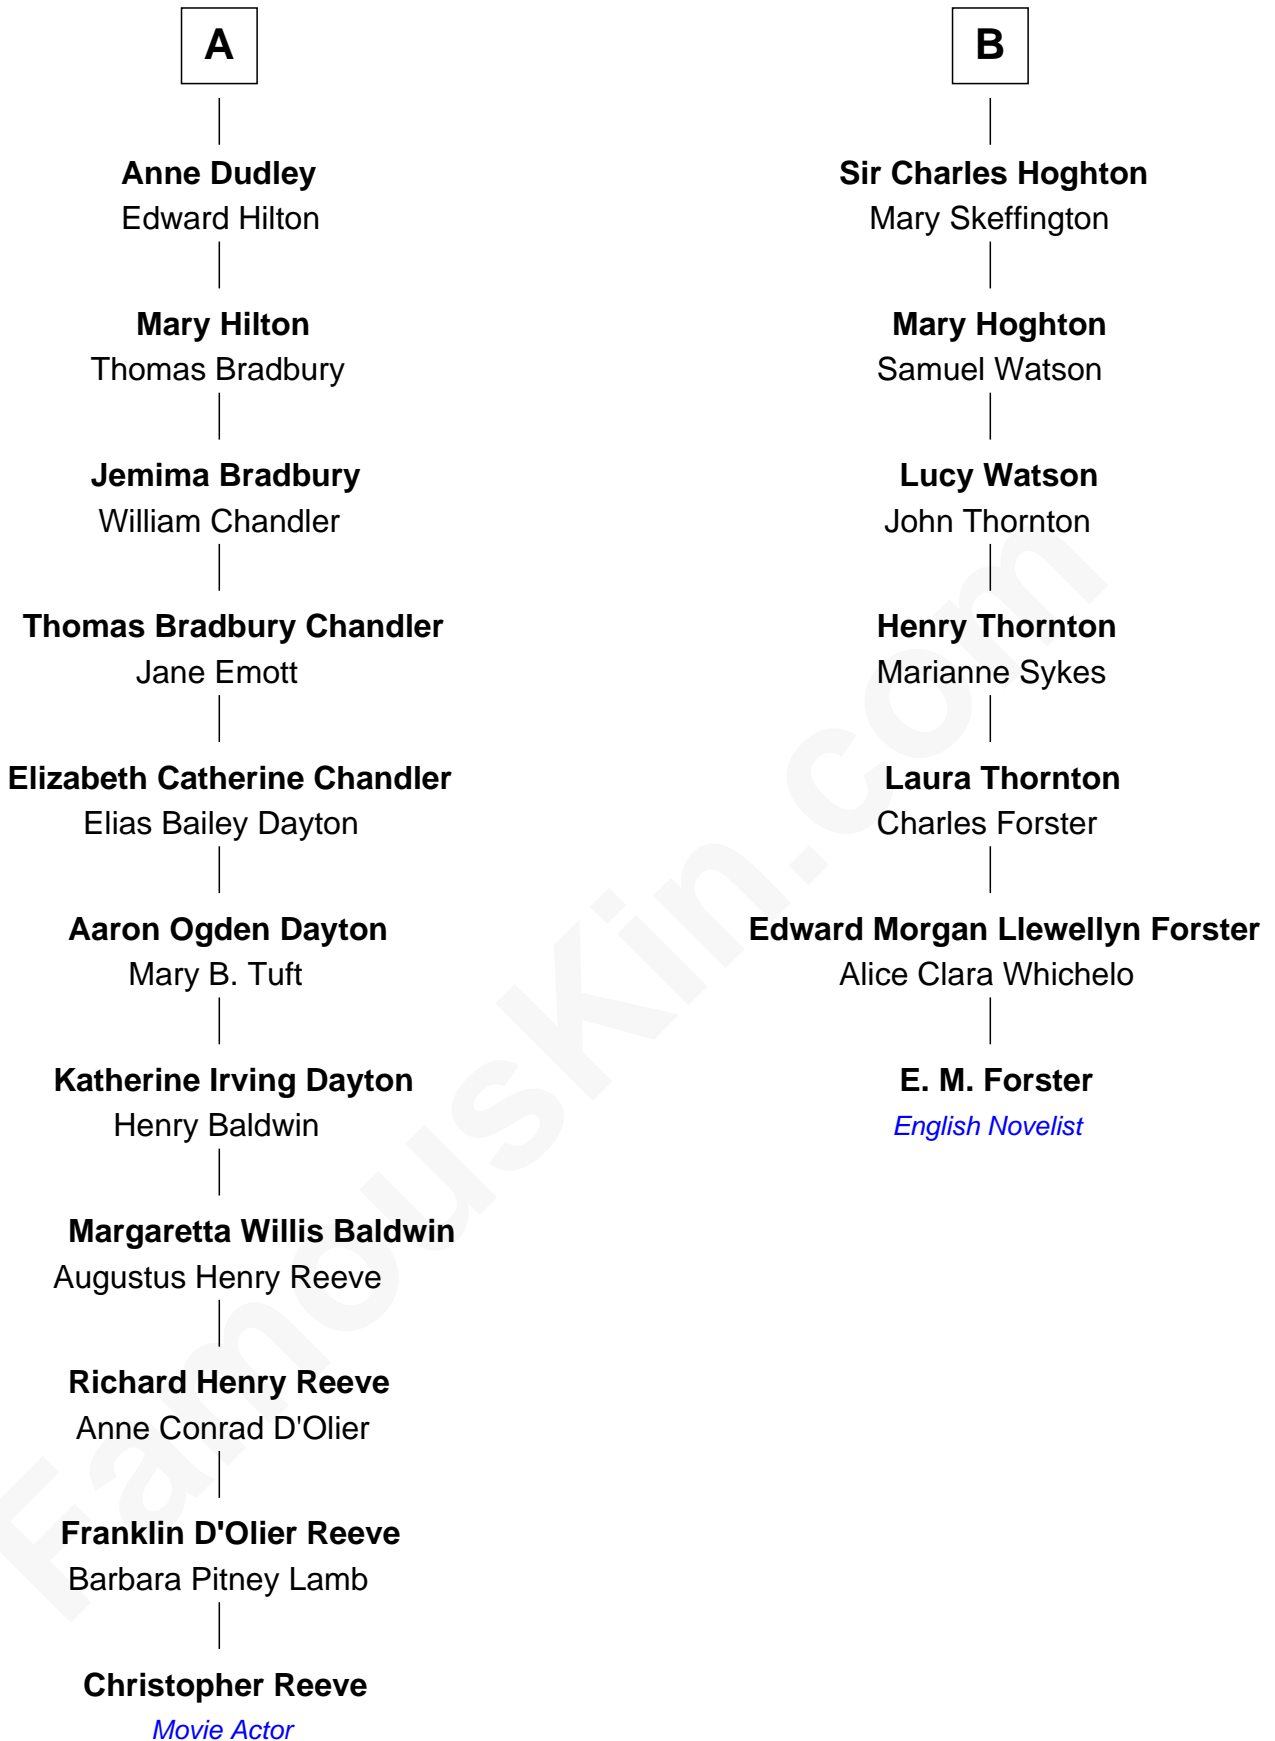 A
Anne Dudley
Edward Hilton
Mary Hilton
Thomas Bradbury
Jemima Bradbury
William Chandler
Thomas Bradbury Chandler
Jane Emott
Elizabeth Catherine Chandler
Elias Bailey Dayton
Aaron Ogden Dayton
Mary B. Tuft
Katherine Irving Dayton
Henry Baldwin
Margaretta Willis Baldwin
Augustus Henry Reeve
Richard Henry Reeve
Anne Conrad D'Olier
Franklin D'Olier Reeve
Barbara Pitney Lamb
Christopher Reeve
Movie Actor
B
Sir Charles Hoghton
Mary Skeffington
Mary Hoghton
Samuel Watson
Lucy Watson
John Thornton
Henry Thornton
Marianne Sykes
Laura Thornton
Charles Forster
Edward Morgan Llewellyn Forster
Alice Clara Whichelo
E. M. Forster
English Novelist
FamousKin.com